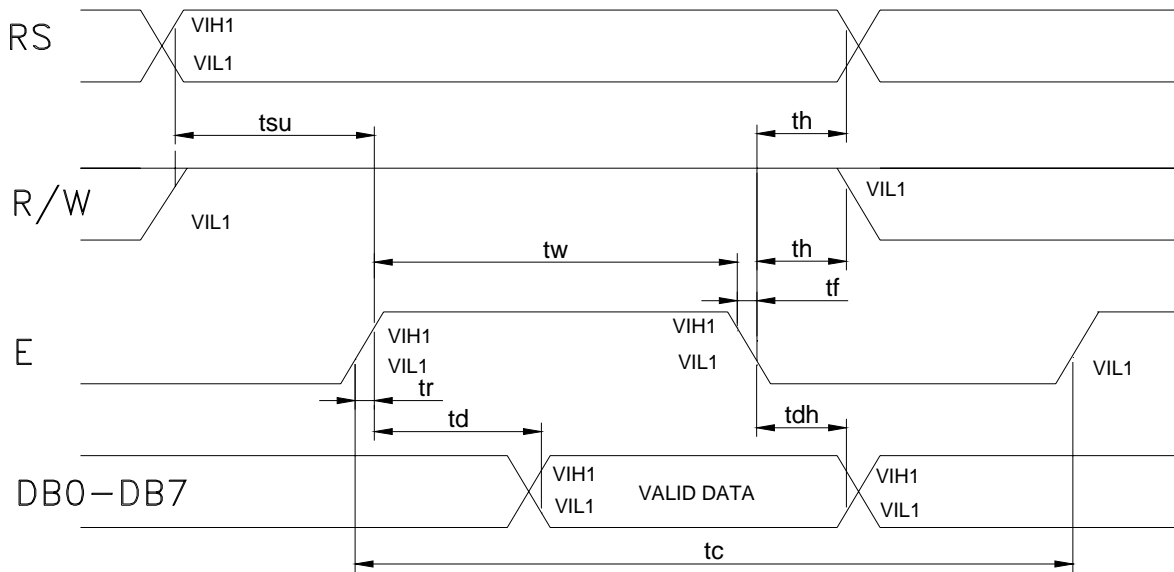 RS
VIH1
VIL1
tsu
th
R/W
VIL1
VIL1
tw
th
tf
E
VIH1
VIL1
VIH1
VIL1
VIL1
tr
td
tdh
DB0-DB7
VIH1
VIL1
VALID DATA
VIH1
VIL1
tc